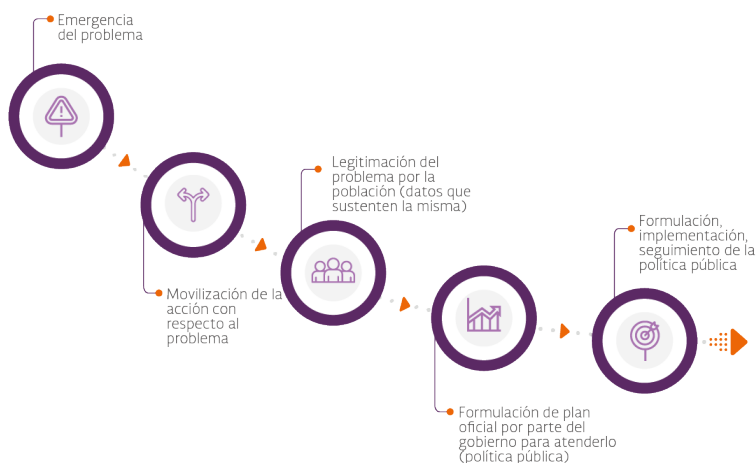 Emergencia
del problema
Movilización de la
acción con
respecto al
problema
Legitimación del
problema por la
población (datos que
sustenten la misma)
Formulación de plan
oficial por parte del
gobierno para atenderlo
(política pública)
Formulación,
implementación,
seguimiento de la
política pública